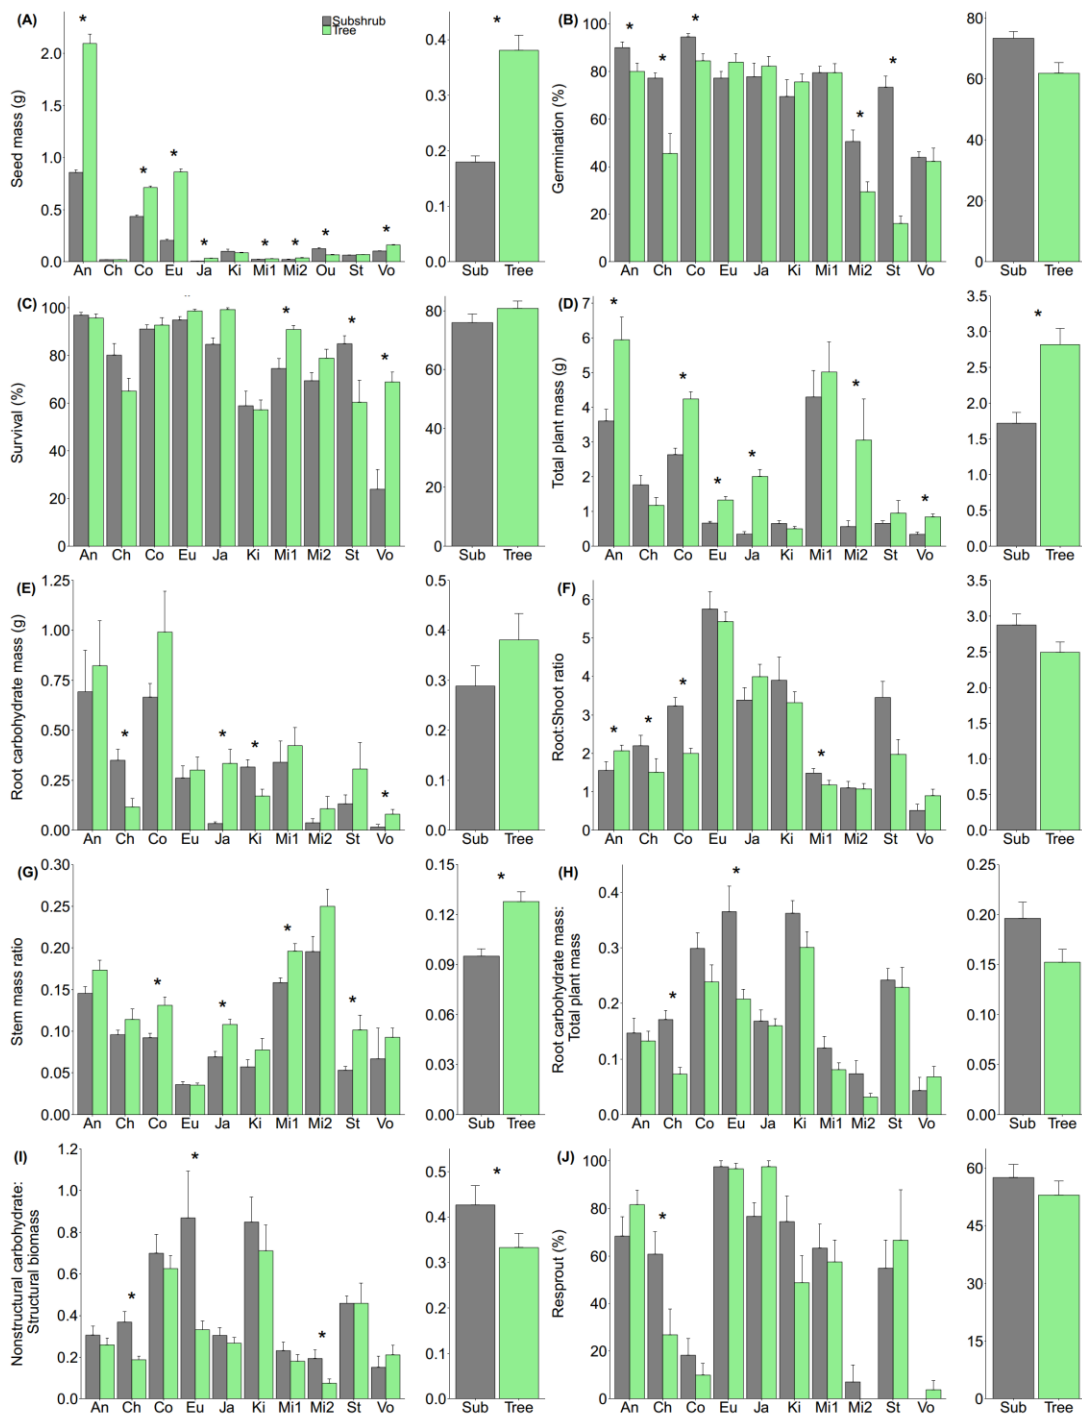 (A)
*
Subshrub
Tree
*
Seed mass (g)
2.0
1.5
1.0
0.5
0.0
* * * * * * *
An Ch Co Eu Ja Ki Mi1 Mi2 Ou St Vo
0.4
0.3
0.2
0.1
0.0
Sub Tree
(B)
* * * * *
Germination (%)
100
80
60
40
20
0
An Ch Co Eu Ja Ki Mi1 Mi2 St Vo
80
60
40
20
0
Sub Tree
(C)
* * *
Survival (%)
100
80
60
40
20
0
An Ch Co Eu Ja Ki Mi1 Mi2 St Vo
80
60
40
20
0
Sub Tree
(D)
* * * * * *
Total plant mass (g)
7
6
5
4
3
2
1
0
An Ch Co Eu Ja Ki Mi1 Mi2 St Vo
*
3.5
3.0
2.5
2.0
1.5
1.0
0.5
0.0
Sub Tree
(E)
* * * *
Root carbohydrate mass (g)
1.25
1.00
0.75
0.50
0.25
0.00
An Ch Co Eu Ja Ki Mi1 Mi2 St Vo
0.5
0.4
0.3
0.2
0.1
0.0
Sub Tree
(F)
* * * *
Root:Shoot ratio
6
5
4
3
2
1
0
An Ch Co Eu Ja Ki Mi1 Mi2 St Vo
3.5
3.0
2.5
2.0
1.5
1.0
0.5
0.0
Sub Tree
(G)
* * * *
Stem mass ratio
0.30
0.25
0.20
0.15
0.10
0.05
0.00
An Ch Co Eu Ja Ki Mi1 Mi2 St Vo
*
0.15
0.12
0.09
0.06
0.03
0.00
Sub Tree
(H)
* *
Root carbohydrate mass:
Total plant mass
0.4
0.3
0.2
0.1
0.0
An Ch Co Eu Ja Ki Mi1 Mi2 St Vo
0.25
0.20
0.15
0.10
0.05
0.00
Sub Tree
(I)
* * *
Nonstructural carbohydrate:
Structural biomass
1.2
1.0
0.8
0.6
0.4
0.2
0.0
An Ch Co Eu Ja Ki Mi1 Mi2 St Vo
*
0.5
0.4
0.3
0.2
0.1
0.0
Sub Tree
(J)
*
Resprout (%)
100
80
60
40
20
0
An Ch Co Eu Ja Ki Mi1 Mi2 St Vo
60
45
30
15
0
Sub Tree